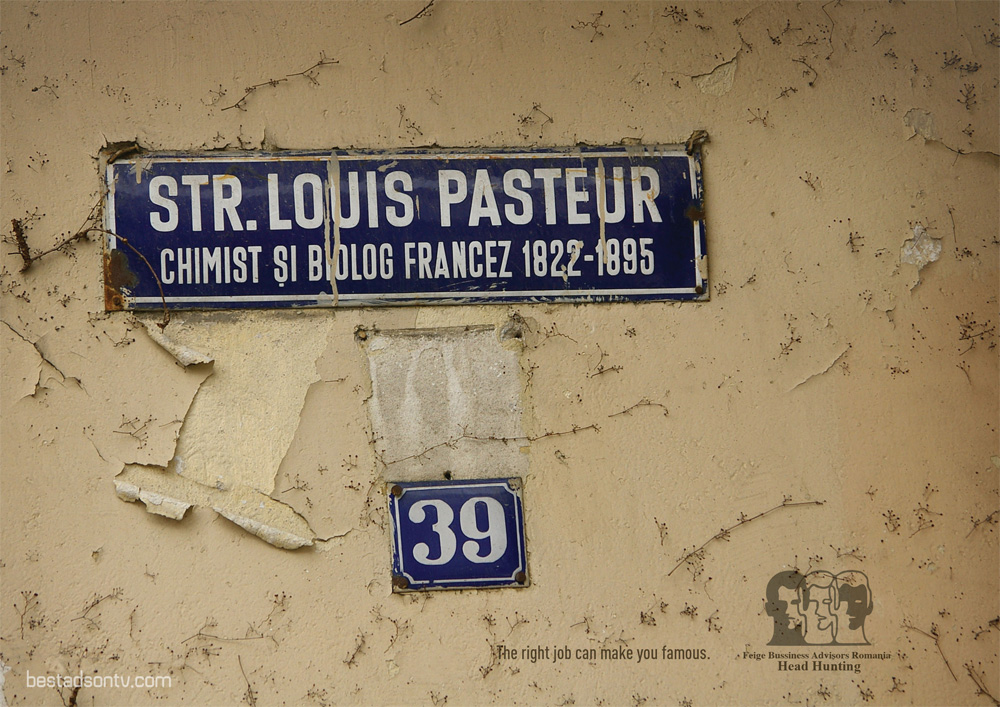 STR. LOUIS PASTEUR
CHIMIST ȘI BIOLOG FRANCEZ 1822-1895
39
The right job can make you famous.
Feige Bussiness Advisors Romania
Head Hunting
bestadsontv.com